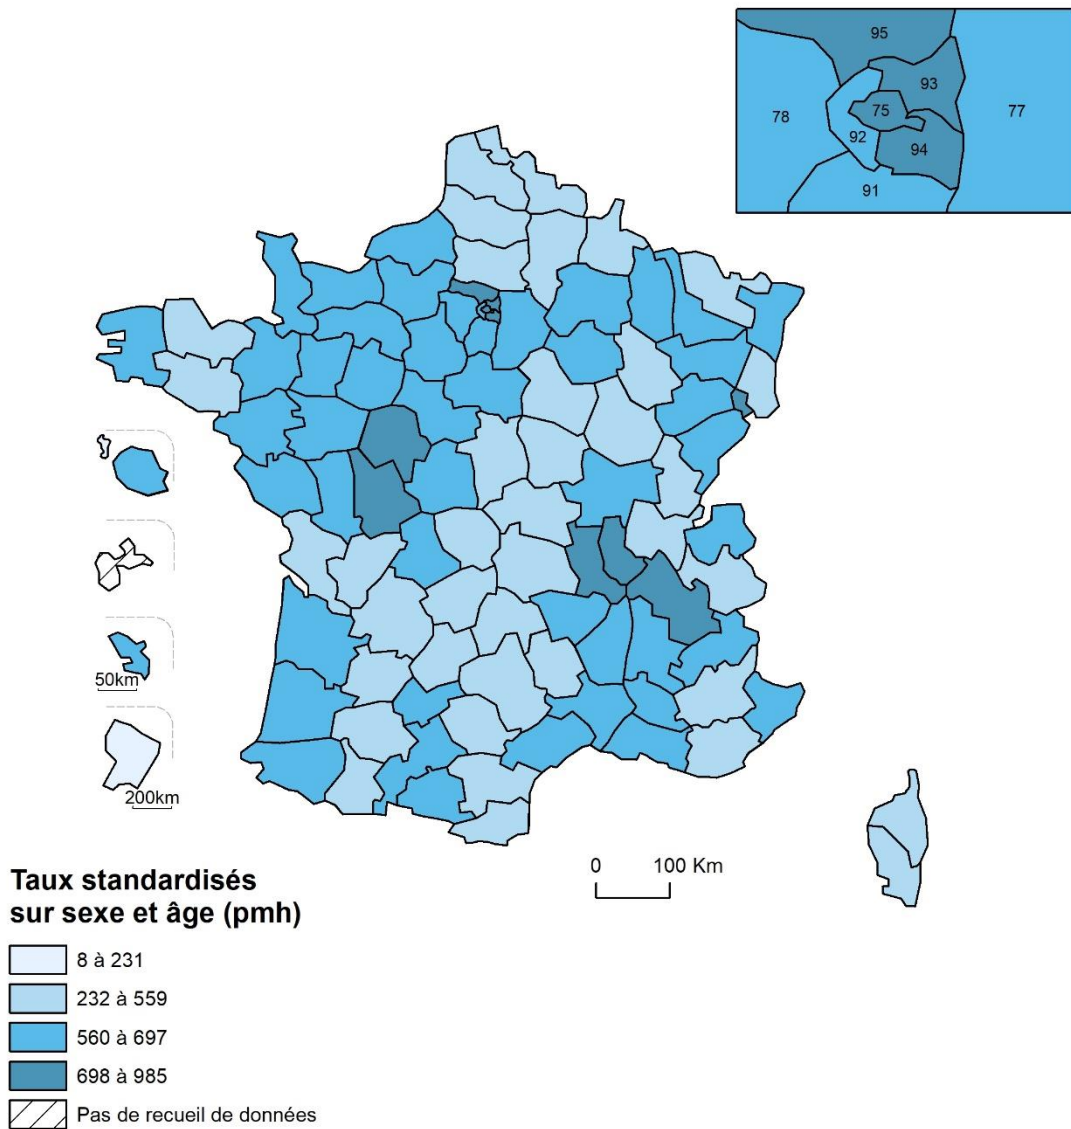 95
93
78
75
77
92
94
91
50km
200km
0 100 Km
Taux standardisés
sur sexe et âge (pmh)
8 à 231
232 à 559
560 à 697
698 à 985
Pas de recueil de données